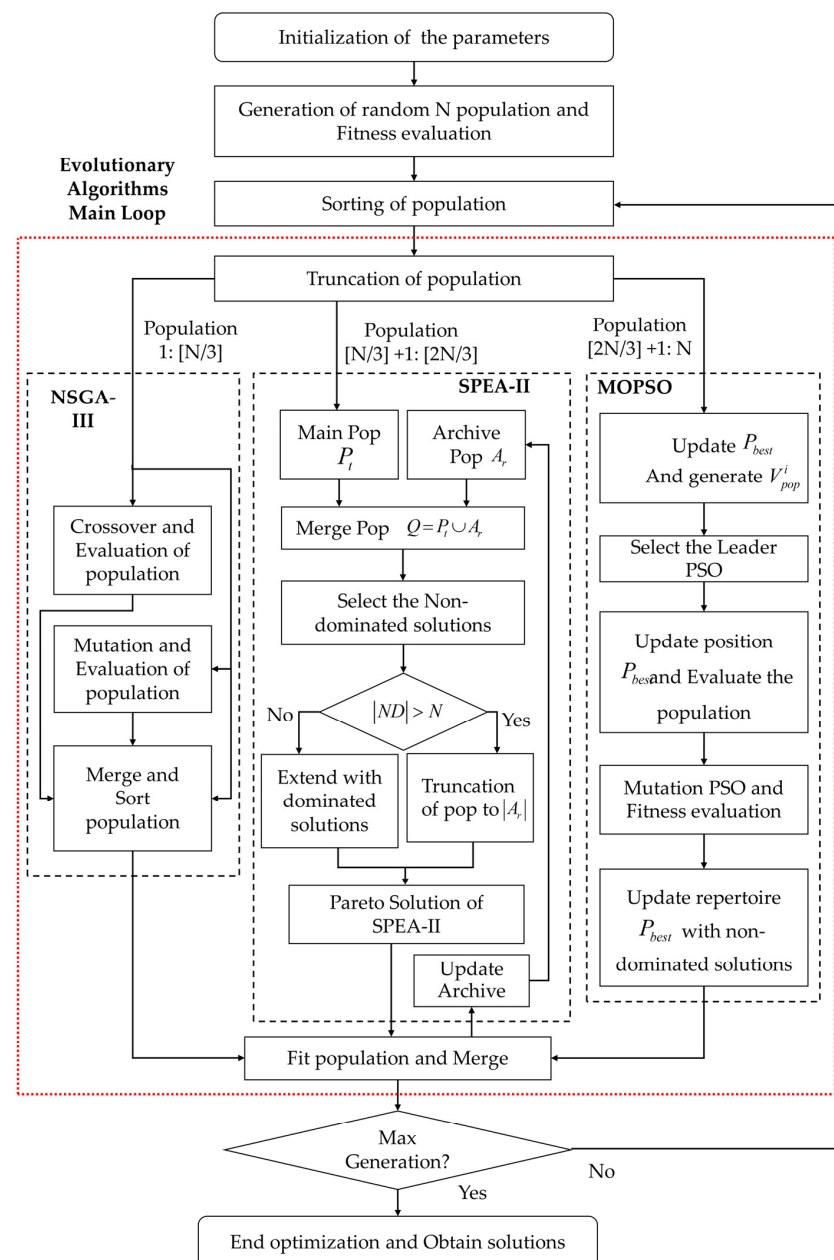 Initialization of the parameters
Generation of random N population and
Fitness evaluation
Evolutionary
Algorithms
Main Loop
Sorting of population
Truncation of population
Population
1: [N/3]
Population
[N/3] +1: [2N/3]
Population
[2N/3] +1: N
NSGA-
III
Crossover and
Evaluation of
population
Mutation and
Evaluation of
population
Merge and
Sort
population
SPEA-II
Main Pop
P_t
Archive
Pop A_r
Merge Pop Q = P_t ∪ A_r
Select the Non-
dominated solutions
|ND| > N
No
Yes
Extend with
dominated
solutions
Truncation
of pop to |A_r|
Pareto Solution of
SPEA-II
Update
Archive
MOPSO
Update P_best
And generate V^i_pop
Select the Leader
PSO
Update position
P_best and Evaluate the
population
Mutation PSO and
Fitness evaluation
Update repertoire
P_best with non-
dominated solutions
Fit population and Merge
Max
Generation?
No
Yes
End optimization and Obtain solutions